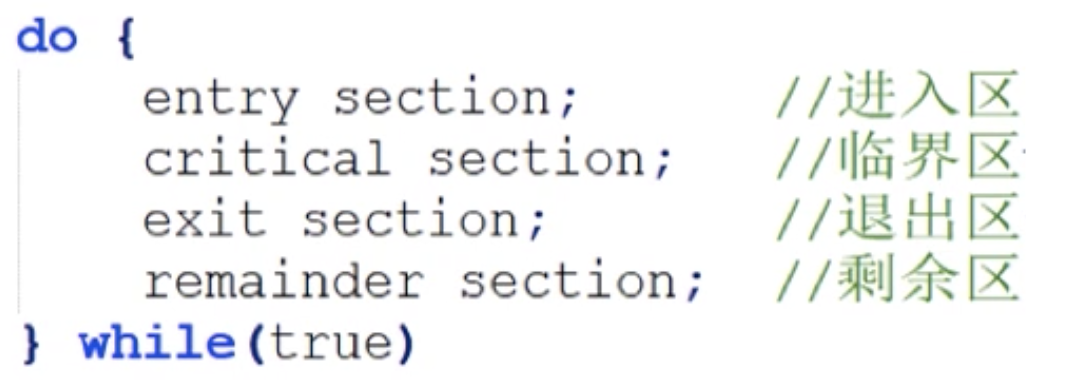 do {
entry section; //进入区
critical section; //临界区
exit section; //退出区
remainder section; //剩余区
} while(true)